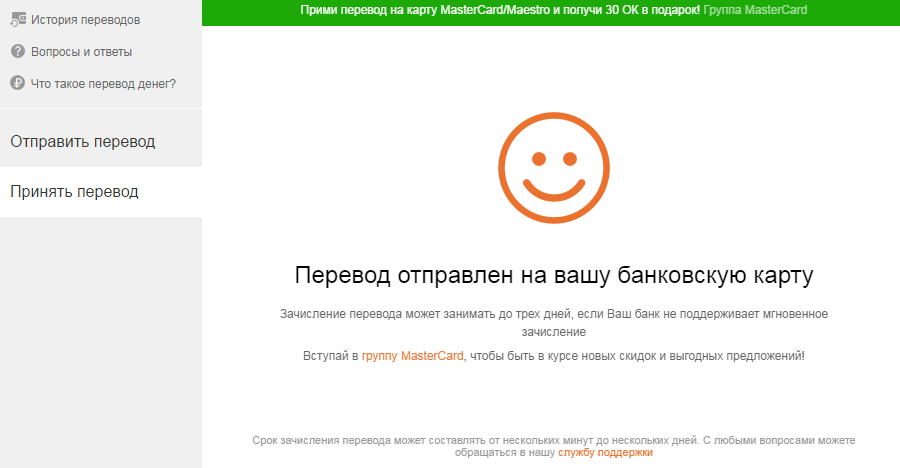 Прими перевод на карту MasterCard/Maestro и получи 30 ОК в подарок! Группа MasterCard
История переводов
Вопросы и ответы
Что такое перевод денег?
Отправить перевод
Принять перевод
Перевод отправлен на вашу банковскую карту
Зачисление перевода может занимать до трех дней, если Ваш банк не поддерживает мгновенное
зачисление
Вступай в группу MasterCard, чтобы быть в курсе новых скидок и выгодных предложений!
Срок зачисления перевода может составлять от нескольких минут до нескольких дней. С любыми вопросами можете
обращаться в нашу службу поддержки